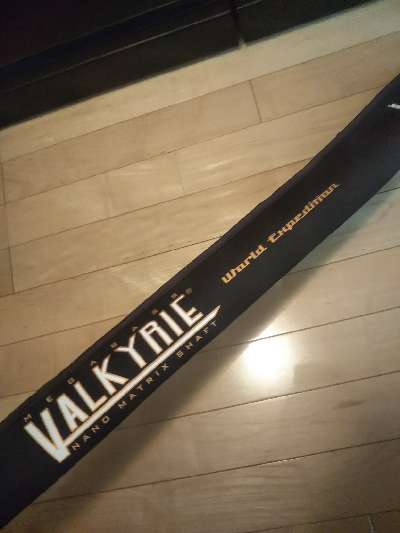 MEGABASS
VALKYRIE
NANO MATRIX SHAFT
World Expedition